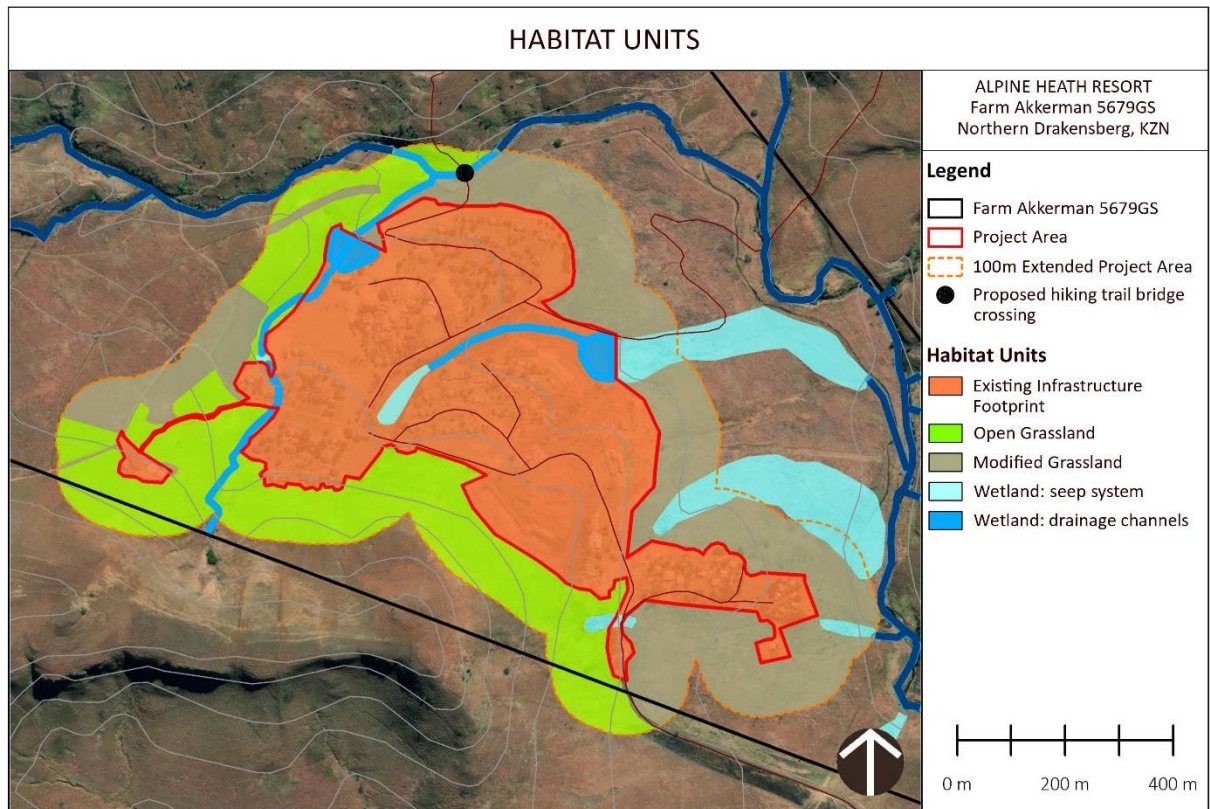 HABITAT UNITS
ALPINE HEATH RESORT
Farm Akkerman 5679GS
Northern Drakensberg, KZN
Legend
Farm Akkerman 5679GS
Project Area
100m Extended Project Area
Proposed hiking trail bridge
crossing
Habitat Units
Existing Infrastructure
Footprint
Open Grassland
Modified Grassland
Wetland: seep system
Wetland: drainage channels
0 m 200 m 400 m